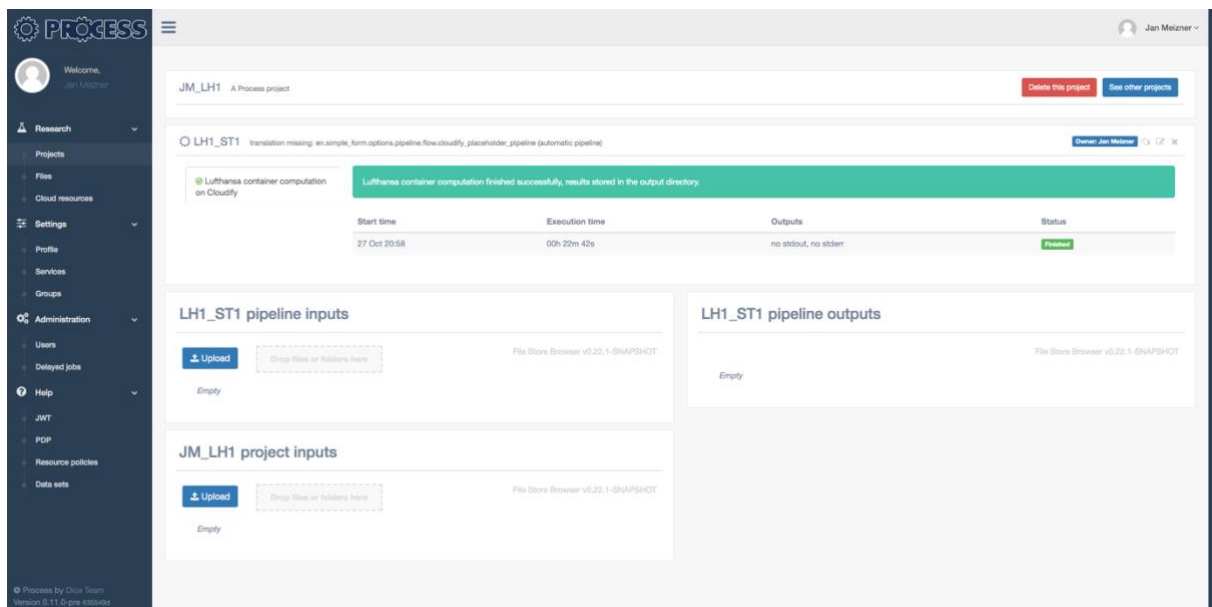 PROCESS
Jan Meizner
Welcome,
Jan Meizner
Research
Projects
Files
Cloud resources
Settings
Profile
Services
Groups
Administration
Users
Delayed jobs
Help
JWT
PDP
Resource policies
Data sets
Process by Dice Team
Version 0.11.0-pre
JM_LH1 A Process project
Delete this project See other projects
LH1_ST1 translation missing: en.simple_form.options.pipeline.flow.cloudify_placeholder_pipeline (automatic pipeline)
Owner: Jan Meizner
Lufthansa container computation
on Cloudify
Lufthansa container computation finished successfully, results stored in the output directory.
Start time Execution time Outputs Status
27 Oct 20:58 00h 22m 42s no stdout, no stderr Finished
LH1_ST1 pipeline inputs
Upload Drop files or folders here File Store Browser v0.22.1-SNAPSHOT
Empty
LH1_ST1 pipeline outputs
File Store Browser v0.22.1-SNAPSHOT
Empty
JM_LH1 project inputs
Upload Drop files or folders here File Store Browser v0.22.1-SNAPSHOT
Empty